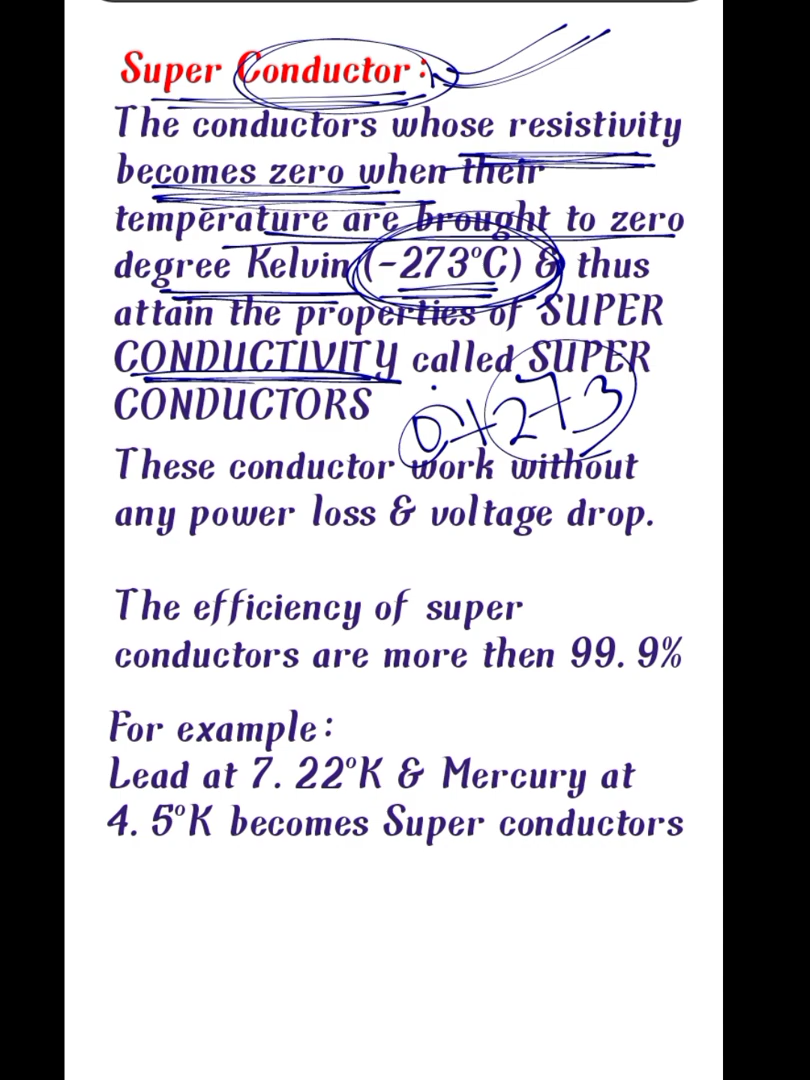 Super Conductor:
The conductors whose resistivity
becomes zero when their
temperature are brought to zero
degree Kelvin (-273°C) & thus
attain the properties of SUPER
CONDUCTIVITY called SUPER
CONDUCTORS
0+273
These conductor work without
any power loss & voltage drop.
The efficiency of super
conductors are more then 99.9%
For example:
Lead at 7.22°K & Mercury at
4.5°K becomes Super conductors